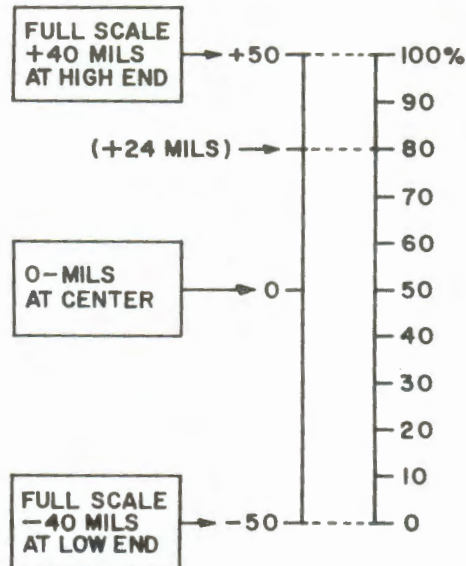 FULL SCALE
+40 MILS
AT HIGH END
+50
100%
90
(+24 MILS)
80
70
60
0-MILS
AT CENTER
0
50
40
30
20
10
FULL SCALE
-40 MILS
AT LOW END
-50
0